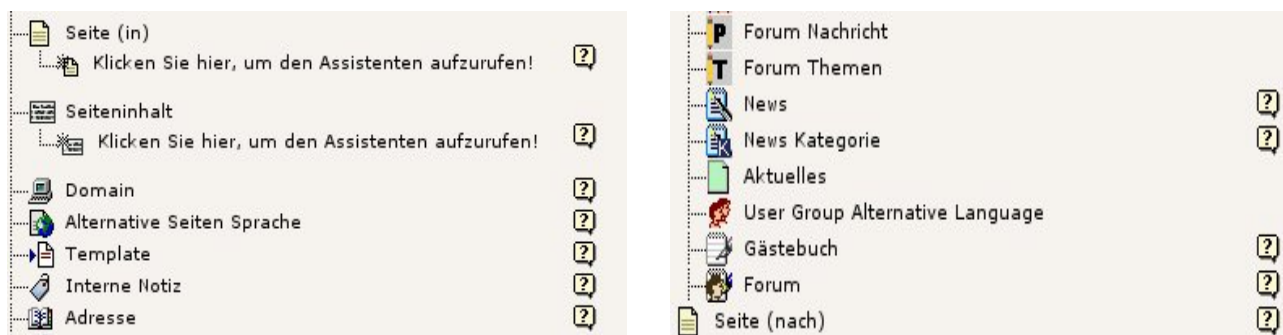 Seite (in)
Klicken Sie hier, um den Assistenten aufzurufen!
Seiteninhalt
Klicken Sie hier, um den Assistenten aufzurufen!
Domain
Alternative Seiten Sprache
Template
Interne Notiz
Adresse
Forum Nachricht
Forum Themen
News
News Kategorie
Aktuelles
User Group Alternative Language
Gästebuch
Forum
Seite (nach)